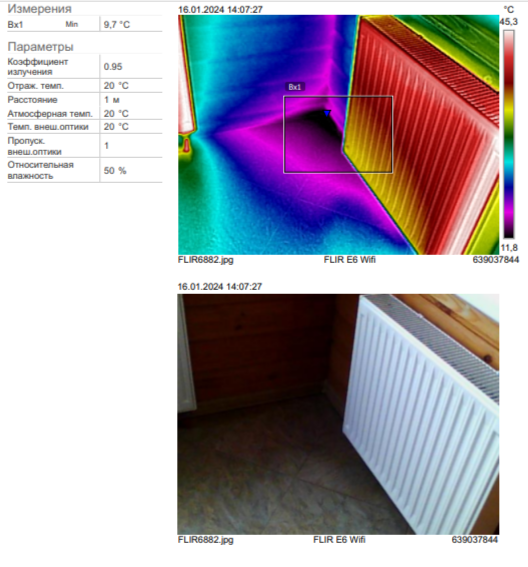 Измерения
Bx1 Min 9,7 °C
Параметры
Коэффициент
излучения 0.95
Отраж. темп. 20 °C
Расстояние 1 м
Атмосферная темп. 20 °C
Темп. внеш.оптики 20 °C
Пропуск.
внеш.оптики 1
Относительная
влажность 50 %
16.01.2024 14:07:27
°C
45,3
Bx1
11,8
FLIR6882.jpg FLIR E6 Wifi 639037844
16.01.2024 14:07:27
FLIR6882.jpg FLIR E6 Wifi 639037844